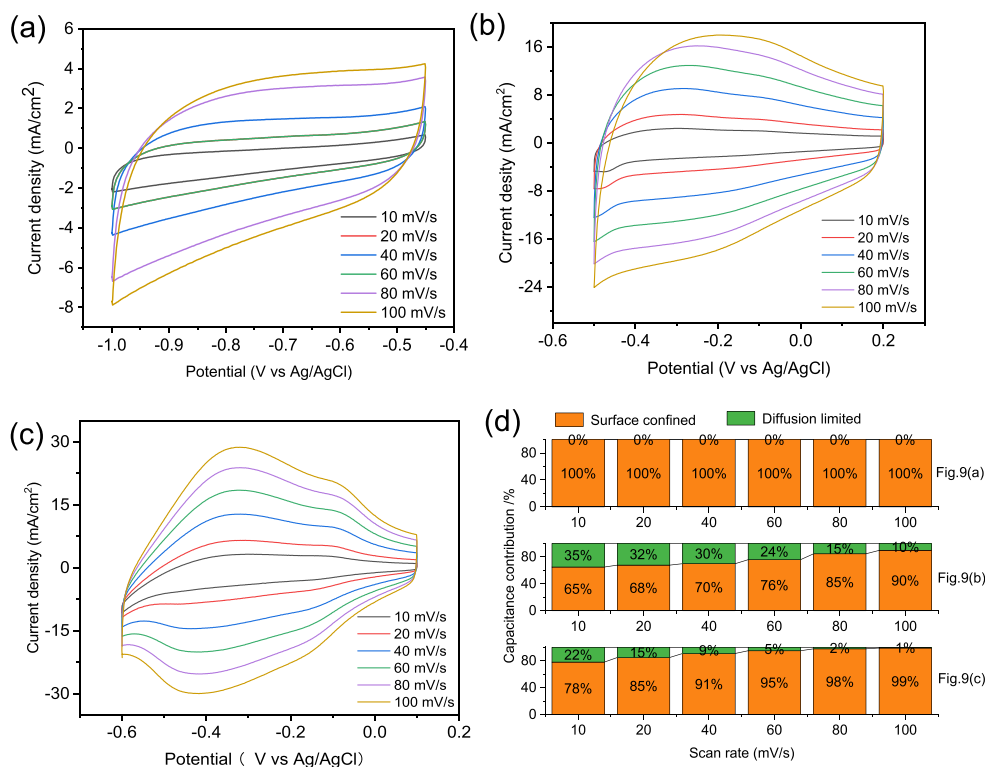 (a)
6
4
2
0
-2
-4
-6
-8
Current density (mA/cm²)
-1.0 -0.9 -0.8 -0.7 -0.6 -0.5 -0.4
Potential (V vs Ag/AgCl)
10 mV/s
20 mV/s
40 mV/s
60 mV/s
80 mV/s
100 mV/s
(b)
16
8
0
-8
-16
-24
Current desity (mA/cm²)
-0.6 -0.4 -0.2 0.0 0.2
Potential (V vs Ag/AgCl)
10 mV/s
20 mV/s
40 mV/s
60 mV/s
80 mV/s
100 mV/s
(c)
30
15
0
-15
-30
Current density (mA/cm²)
-0.6 -0.4 -0.2 0.0 0.2
Potential ( V vs Ag/AgCl)
10 mV/s
20 mV/s
40 mV/s
60 mV/s
80 mV/s
100 mV/s
(d)
Surface confined Diffusion limited
Capacitance contribution /%
80
40
0
0% 0% 0% 0% 0% 0%
100% 100% 100% 100% 100% 100%
Fig.9(a)
10 20 40 60 80 100
80
40
0
35% 32% 30% 24% 15% 10%
65% 68% 70% 76% 85% 90%
Fig.9(b)
10 20 40 60 80 100
80
40
0
22% 15% 9% 5% 2% 1%
78% 85% 91% 95% 98% 99%
Fig.9(c)
10 20 40 60 80 100
Scan rate (mV/s)